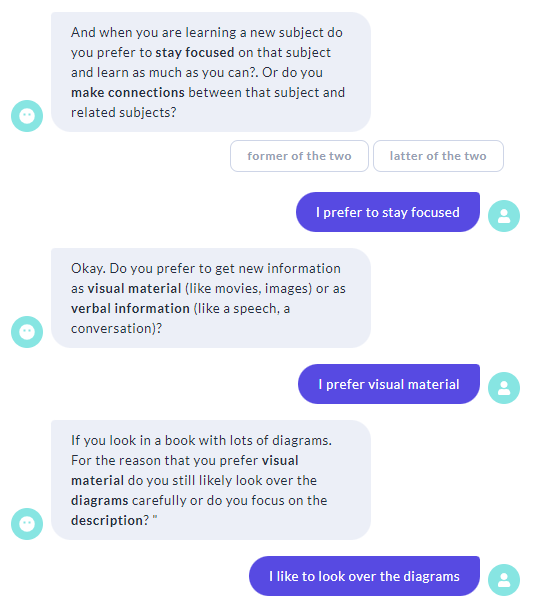 And when you are learning a new subject do
you prefer to stay focused on that subject
and learn as much as you can?. Or do you
make connections between that subject and
related subjects?
former of the two
latter of the two
I prefer to stay focused
Okay. Do you prefer to get new information
as visual material (like movies, images) or as
verbal information (like a speech, a
conversation)?
I prefer visual material
If you look in a book with lots of diagrams.
For the reason that you prefer visual
material do you still likely look over the
diagrams carefully or do you focus on the
description? "
I like to look over the diagrams